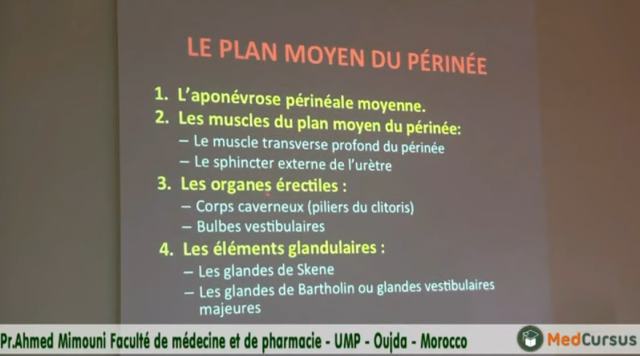 LE PLAN MOYEN DU PÉRINÉE
1. L'aponévrose périnéale moyenne.
2. Les muscles du plan moyen du périnée:
– Le muscle transverse profond du périnée
– Le sphincter externe de l'urètre
3. Les organes érectiles :
– Corps caverneux (piliers du clitoris)
– Bulbes vestibulaires
4. Les éléments glandulaires :
– Les glandes de Skene
– Les glandes de Bartholin ou glandes vestibulaires
majeures
Pr.Ahmed Mimouni Faculté de médecine et de pharmacie - UMP - Oujda - Morocco
MedCursus